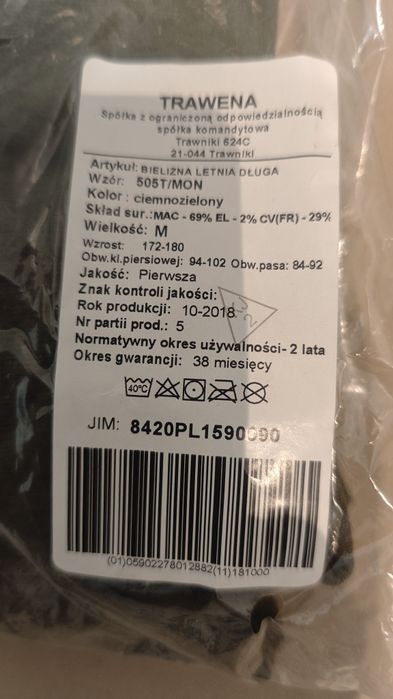 TRAWENA
Spółka z ograniczoną odpowiedzialnością
spółka komandytowa
Trawniki 624C
21-044 Trawniki
Artykuł: BIELIZNA LETNIA DŁUGA
Wzór: 505T/MON
Kolor: ciemnozielony
Skład sur.: MAC - 69% EL - 2% CV(FR) - 29%
Wielkość: M
Wzrost: 172-180
Obw.kl.piersiowej: 94-102 Obw.pasa: 84-92
Jakość: Pierwsza
Znak kontroli jakości:
Rok produkcji: 10-2018
Nr partii prod.: 5
Normatywny okres używalności- 2 lata
Okres gwarancji: 38 miesięcy
40°C
JIM: 8420PL1590090
(01)05902278012882(11)181000